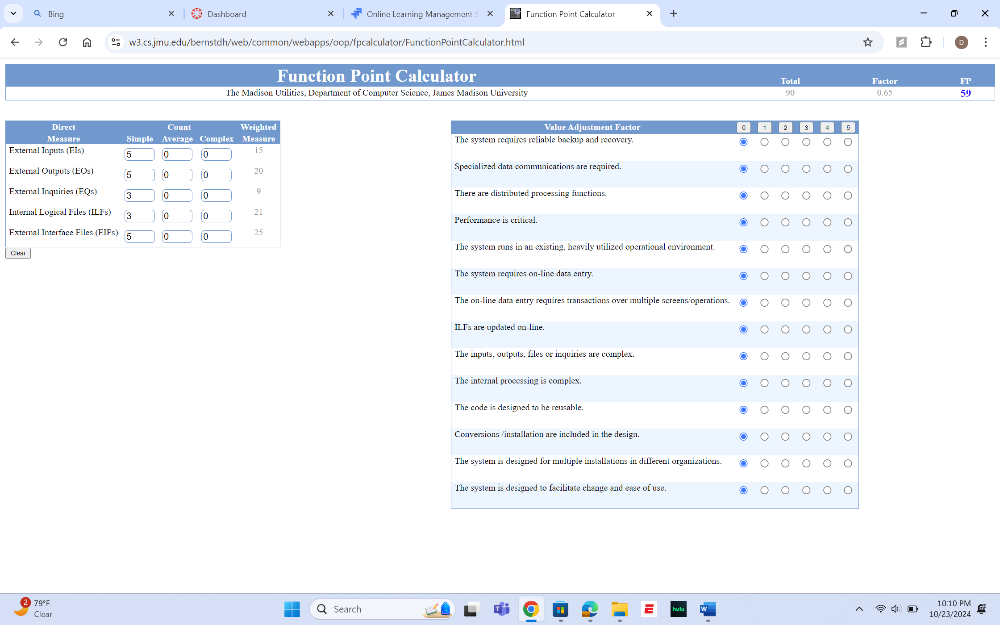 Bing
Dashboard
Online Learning Management S
Function Point Calculator
w3.cs.jmu.edu/bernstdh/web/common/webapps/oop/fpcalculator/FunctionPointCalculator.html
D
Function Point Calculator
Total Factor FP
The Madison Utilities, Department of Computer Science, James Madison University
90 0.65 59
Direct Count Weighted
Measure Simple Average Complex Measure
External Inputs (EIs) 5 0 0 15
External Outputs (EOs) 5 0 0 20
External Inquiries (EQs) 3 0 0 9
Internal Logical Files (ILFs) 3 0 0 21
External Interface Files (EIFs) 5 0 0 25
Clear
Value Adjustment Factor 0 1 2 3 4 5
The system requires reliable backup and recovery.
Specialized data communications are required.
There are distributed processing functions.
Performance is critical.
The system runs in an existing, heavily utilized operational environment.
The system requires on-line data entry.
The on-line data entry requires transactions over multiple screens/operations.
ILFs are updated on-line.
The inputs, outputs, files or inquiries are complex.
The internal processing is complex.
The code is designed to be reusable.
Conversions /installation are included in the design.
The system is designed for multiple installations in different organizations.
The system is designed to facilitate change and ease of use.
2
79°F
Clear
Search
T
E
hulu
W
10:10 PM
10/23/2024